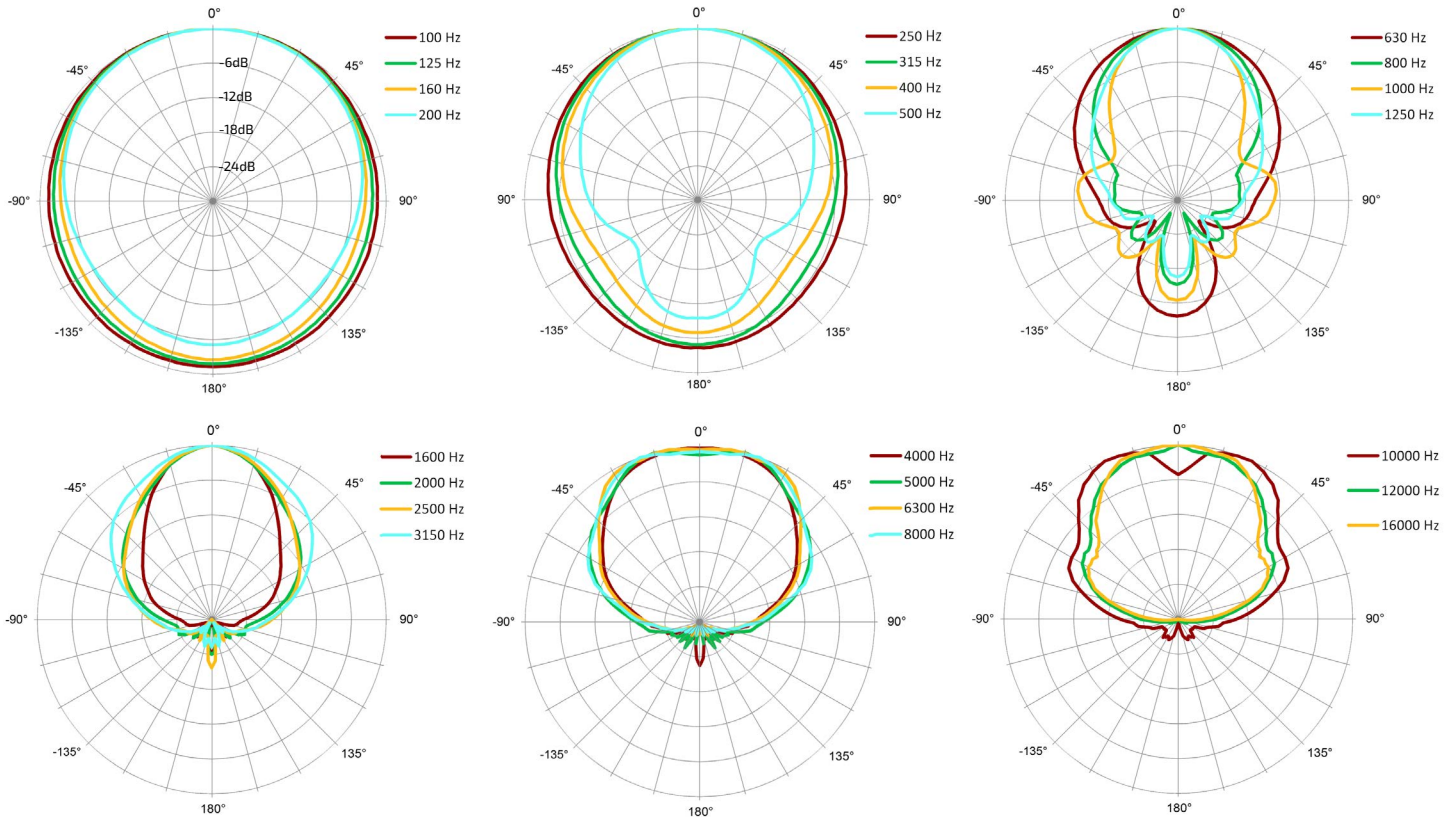 0°
-45°
45°
-6dB
-12dB
-18dB
-24dB
-90°
90°
-135°
135°
180°
100 Hz
125 Hz
160 Hz
200 Hz
0°
-45°
45°
90°
90°
-135°
135°
180°
250 Hz
315 Hz
400 Hz
500 Hz
0°
-45°
45°
-90°
90°
-135°
135°
180°
630 Hz
800 Hz
1000 Hz
1250 Hz
0°
-45°
45°
-90°
90°
-135°
135°
180°
1600 Hz
2000 Hz
2500 Hz
3150 Hz
0°
-45°
45°
-90°
90°
-135°
135°
180°
4000 Hz
5000 Hz
6300 Hz
8000 Hz
0°
-45°
45°
-90°
90°
-135°
135°
180°
10000 Hz
12000 Hz
16000 Hz